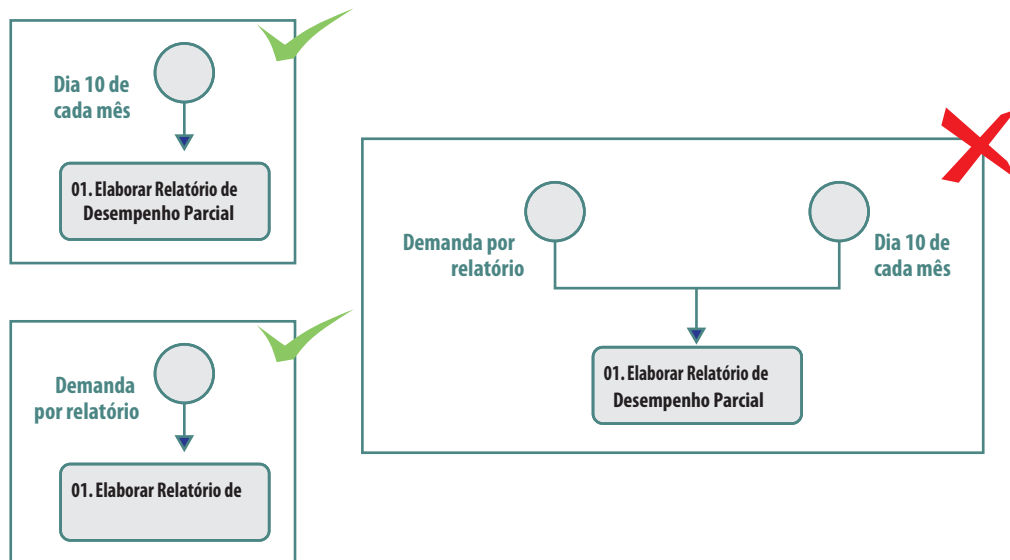 Dia 10 de
cada mês
01. Elaborar Relatório de
Desempenho Parcial
Demanda
por relatório
01. Elaborar Relatório de
Demanda por
relatório
Dia 10 de
cada mês
01. Elaborar Relatório de
Desempenho Parcial